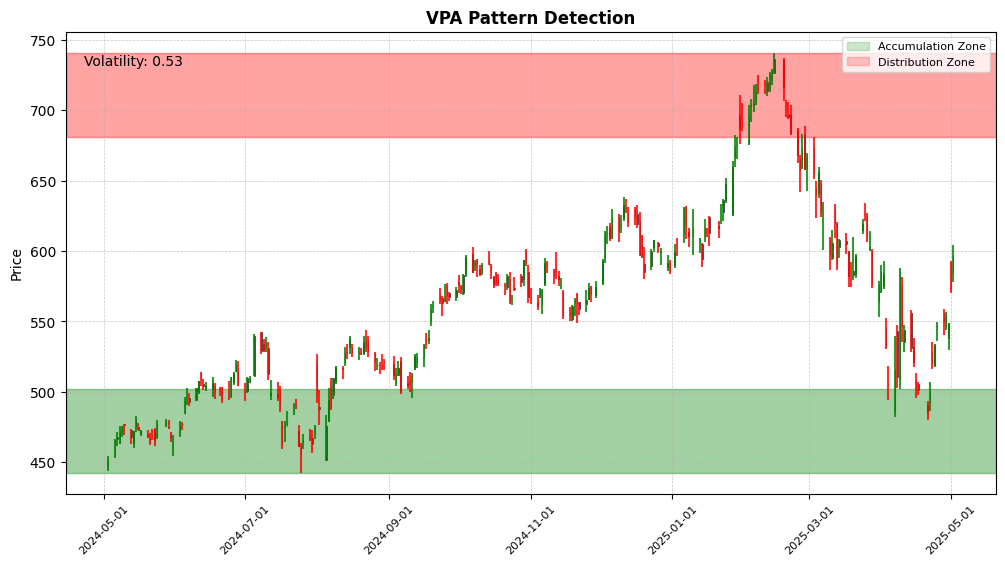 VPA Pattern Detection
Volatility: 0.53
Accumulation Zone
Distribution Zone
Price
750
700
650
600
550
500
450
2024-05-01
2024-07-01
2024-09-01
2024-11-01
2025-01-01
2025-03-01
2025-05-01